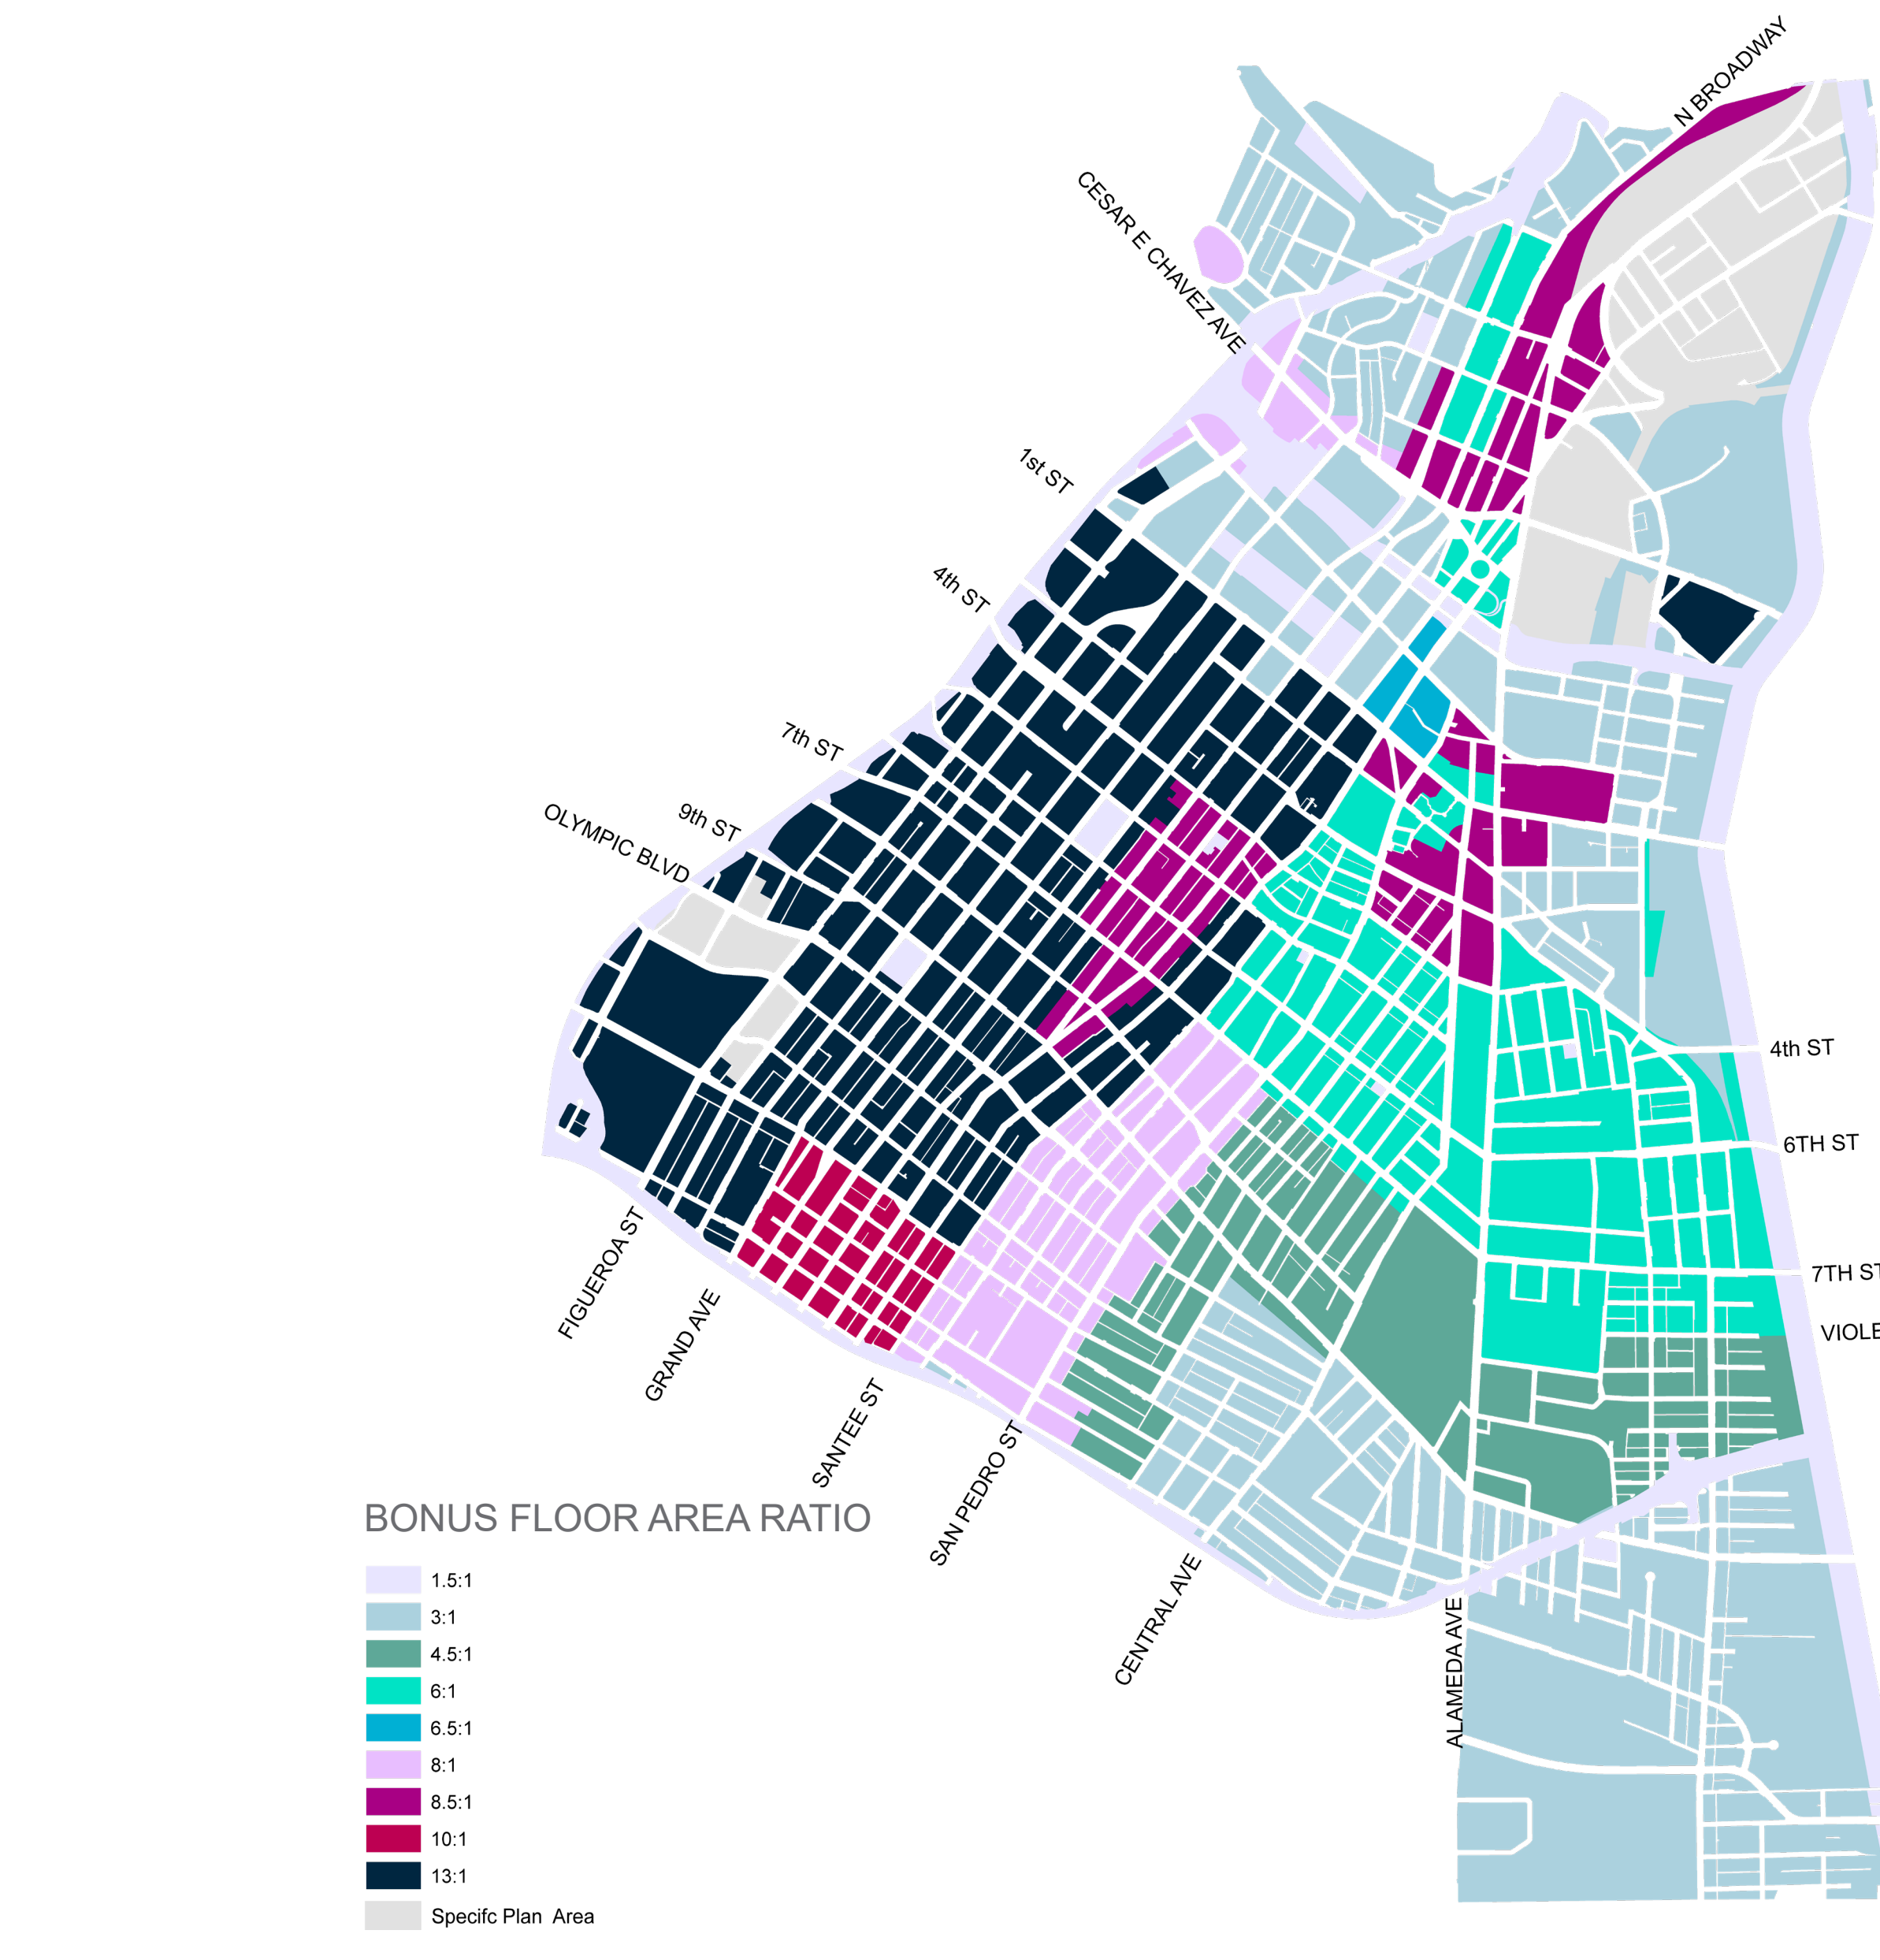 N BROADWAY
CESAR E CHAVEZ AVE
1st ST
4th ST
7th ST
9th ST
OLYMPIC BLVD
4th ST
6TH ST
7TH ST
VIOLE
FIGUEROA ST
GRAND AVE
SANTEE ST
SAN PEDRO ST
CENTRAL AVE
ALAMEDA AVE
BONUS FLOOR AREA RATIO
1.5:1
3:1
4.5:1
6:1
6.5:1
8:1
8.5:1
10:1
13:1
Specifc Plan Area